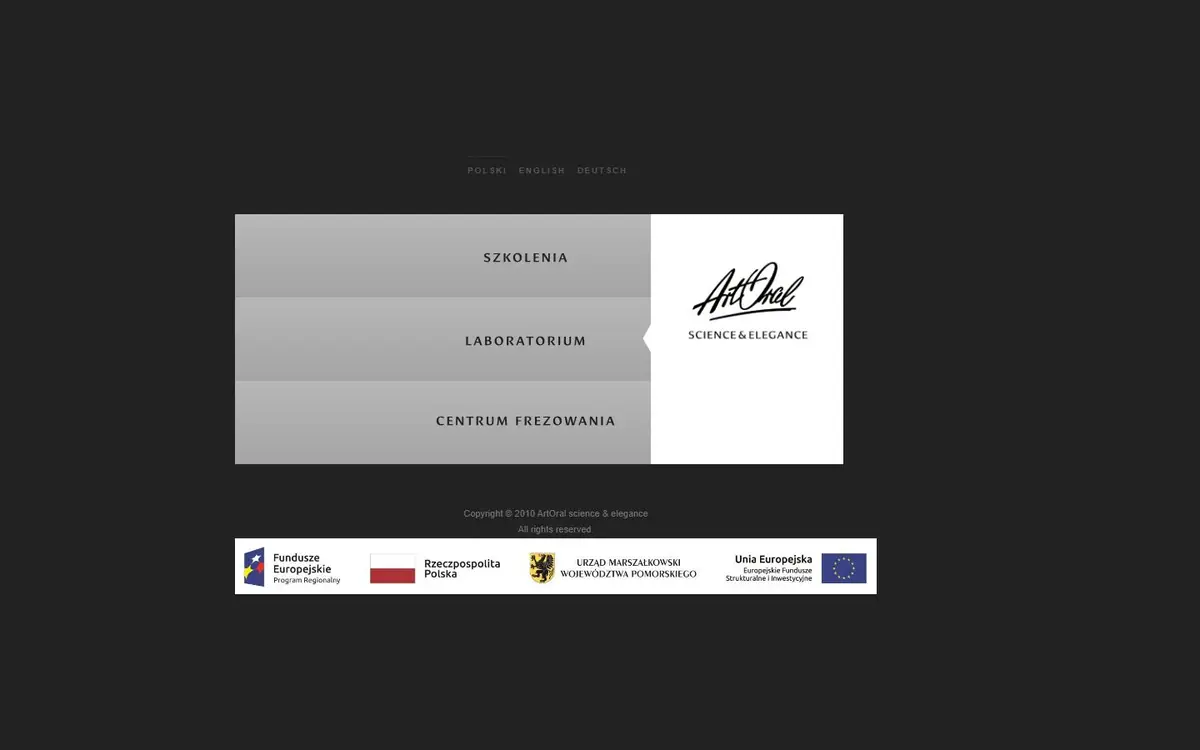 POLSKI ENGLISH DEUTSCH
SZKOLENIA
LABORATORIUM
CENTRUM FREZOWANIA
ArtOral
SCIENCE & ELEGANCE
Copyright © 2010 ArtOral science & elegance
All rights reserved
Fundusze
Europejskie
Program Regionalny
Rzeczpospolita
Polska
URZĄD MARSZAŁKOWSKI
WOJEWÓDZTWA POMORSKIEGO
Unia Europejska
Europejskie Fundusze
Strukturalne i Inwestycyjne